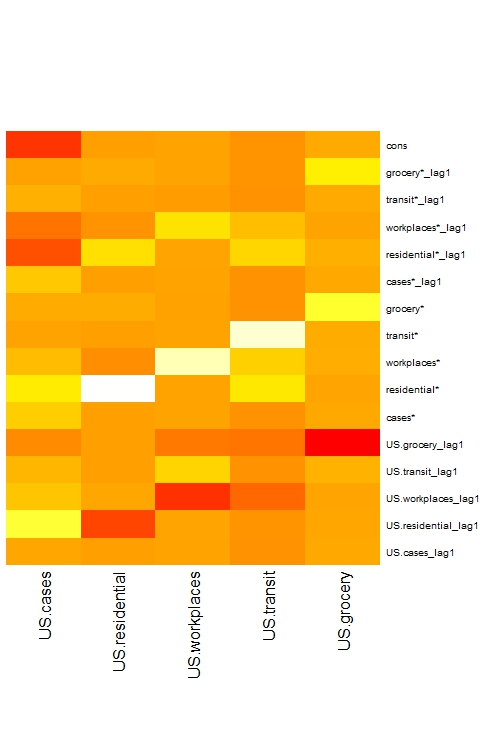 cons
grocery*_lag1
transit*_lag1
workplaces*_lag1
residential*_lag1
cases*_lag1
grocery*
transit*
workplaces*
residential*
cases*
US.grocery_lag1
US.transit_lag1
US.workplaces_lag1
US.residential_lag1
US.cases_lag1
US.cases
US.residential
US.workplaces
US.transit
US.grocery